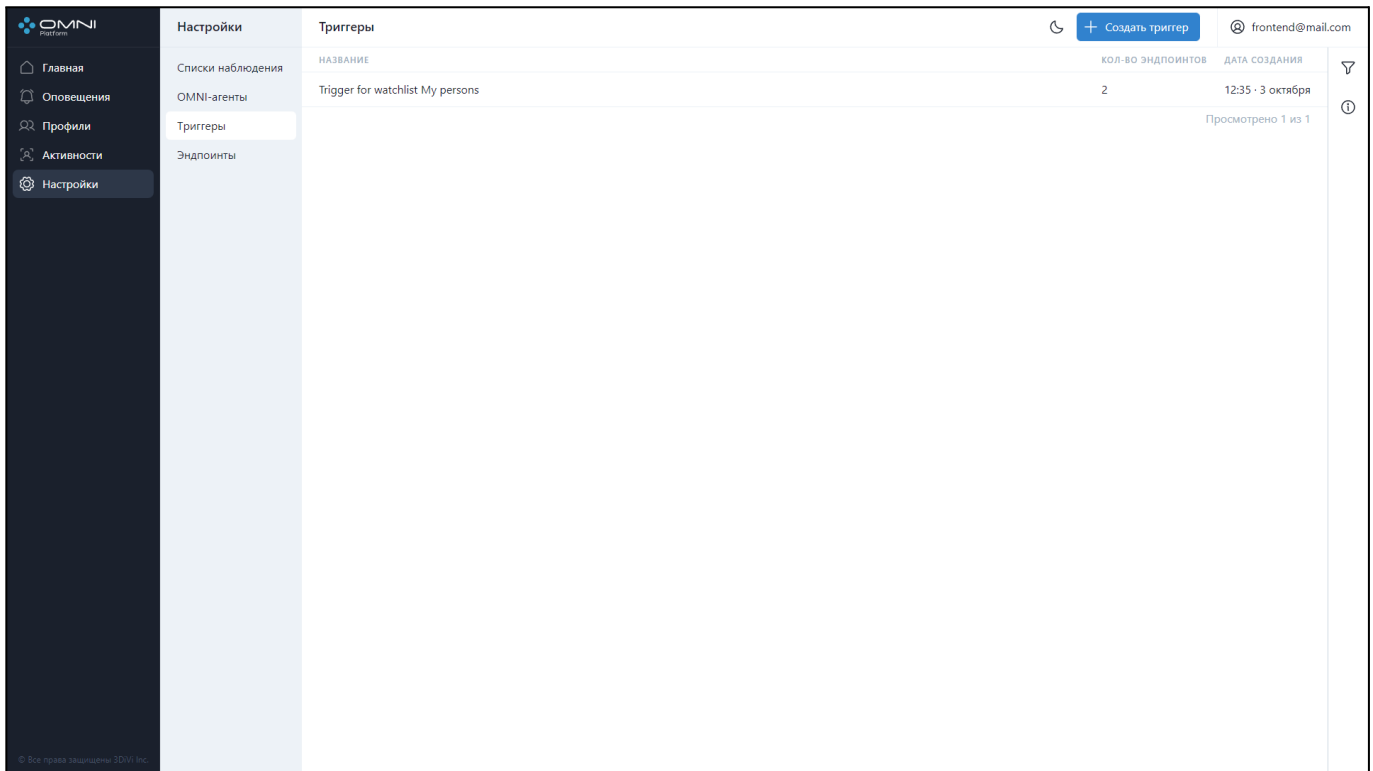 OMNI
Platform
Главная
Оповещения
Профили
Активности
Настройки
© Все права защищены 3DiVi Inc.
Настройки
Списки наблюдения
OMNI-агенты
Триггеры
Эндпоинты
Триггеры
Создать триггер
frontend@mail.com
НАЗВАНИЕ КОЛ-ВО ЭНДПОИНТОВ ДАТА СОЗДАНИЯ
Trigger for watchlist My persons 2 12:35 · 3 октября
Просмотрено 1 из 1